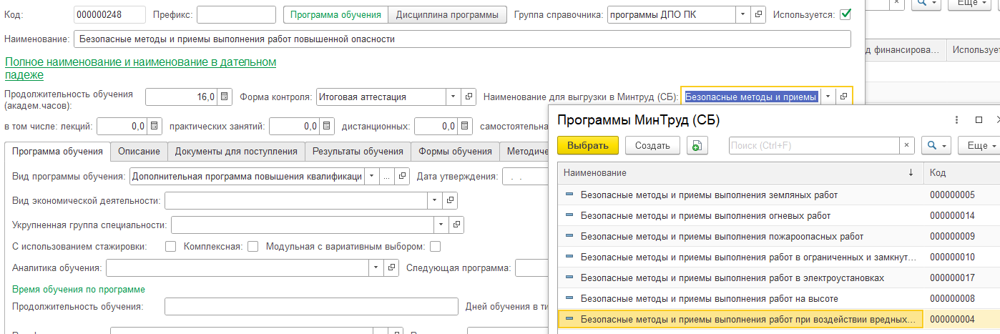 Код: 000000248 Префикс: Программа обучения Дисциплина программы Группа справочника: программы ДПО ПК Используется: Еще
Наименование: Безопасные методы и приемы выполнения работ повышенной опасности
д финансирова... Используе
Полное наименование и наименование в дательном
падеже
Продолжительность обучения
(академ.часов): 16,0 Форма контроля: Итоговая аттестация Наименование для выгрузки в Минтруд (СБ): Безопасные методы и приемы
в том числе: лекций: 0,0 практических занятий: 0,0 дистанционных: 0,0 самостоятельна
Программа обучения Описание Документы для поступления Результаты обучения Формы обучения Методиче
Вид программы обучения: Дополнительная программа повышения квалификаци ... Дата утверждения: . .
Вид экономической деятельности:
Укрупненная группа специальности:
С использованием стажировки: Комплексная: Модульная с вариативным выбором:
Аналитика обучения: Следующая программа:
Время обучения по программе
Продолжительность обучения: Дней обучения в ти
Программы МинТруд (СБ)
Выбрать Создать Поиск (Ctrl+F) × Еще
Наименование ↓ Код
Безопасные методы и приемы выполнения земляных работ 000000005
Безопасные методы и приемы выполнения огневых работ 000000014
Безопасные методы и приемы выполнения пожароопасных работ 000000009
Безопасные методы и приемы выполнения работ в ограниченных и замкнут... 000000010
Безопасные методы и приемы выполнения работ в электроустановках 000000017
Безопасные методы и приемы выполнения работ на высоте 000000008
Безопасные методы и приемы выполнения работ при воздействии вредных... 000000004